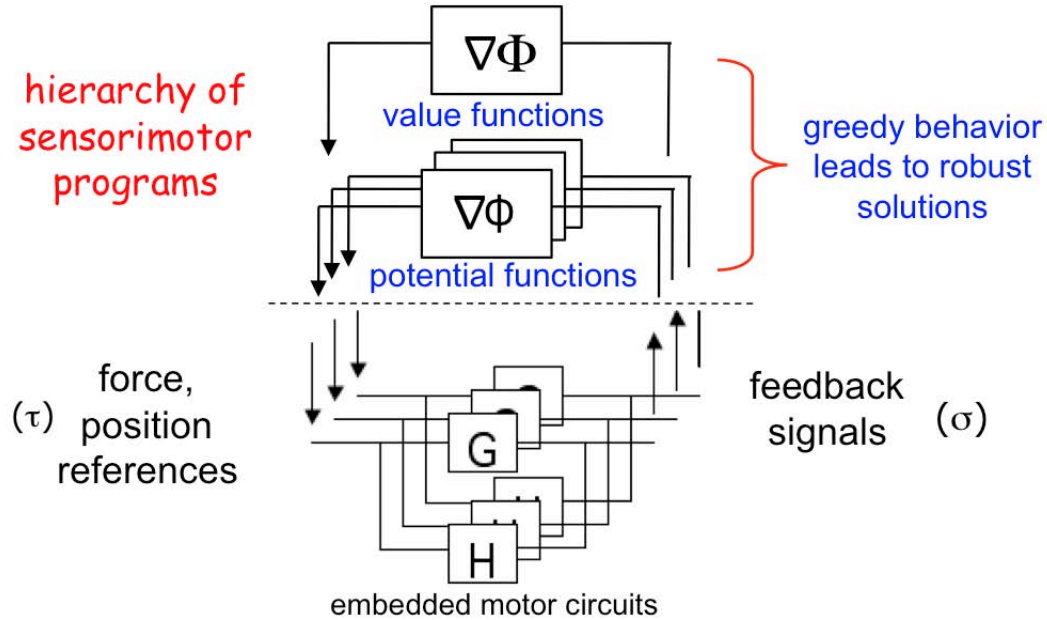 ∇Φ
hierarchy of
sensorimotor
programs
value functions
greedy behavior
leads to robust
solutions
∇ϕ
potential functions
(τ)
force,
position
references
feedback
signals
(σ)
G
H
embedded motor circuits